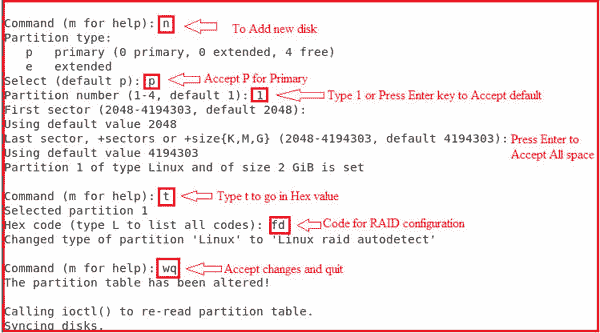 Command (m for help): n
To Add new disk
Partition type:
p primary (0 primary, 0 extended, 4 free)
e extended
Select (default p): p
Accept P for Primary
Partition number (1-4, default 1): 1
Type 1 or Press Enter key to Accept default
First sector (2048-4194303, default 2048):
Using default value 2048
Last sector, +sectors or +size{K,M,G} (2048-4194303, default 4194303):
Press Enter to
Accept All space
Using default value 4194303
Partition 1 of type Linux and of size 2 GiB is set
Command (m for help): t
Type t to go in Hex value
Selected partition 1
Hex code (type L to list all codes): fd
Code for RAID configuration
Changed type of partition 'Linux' to 'Linux raid autodetect'
Command (m for help): wq
Accept changes and quit
The partition table has been altered!
Calling ioctl() to re-read partition table.
Syncing disks.